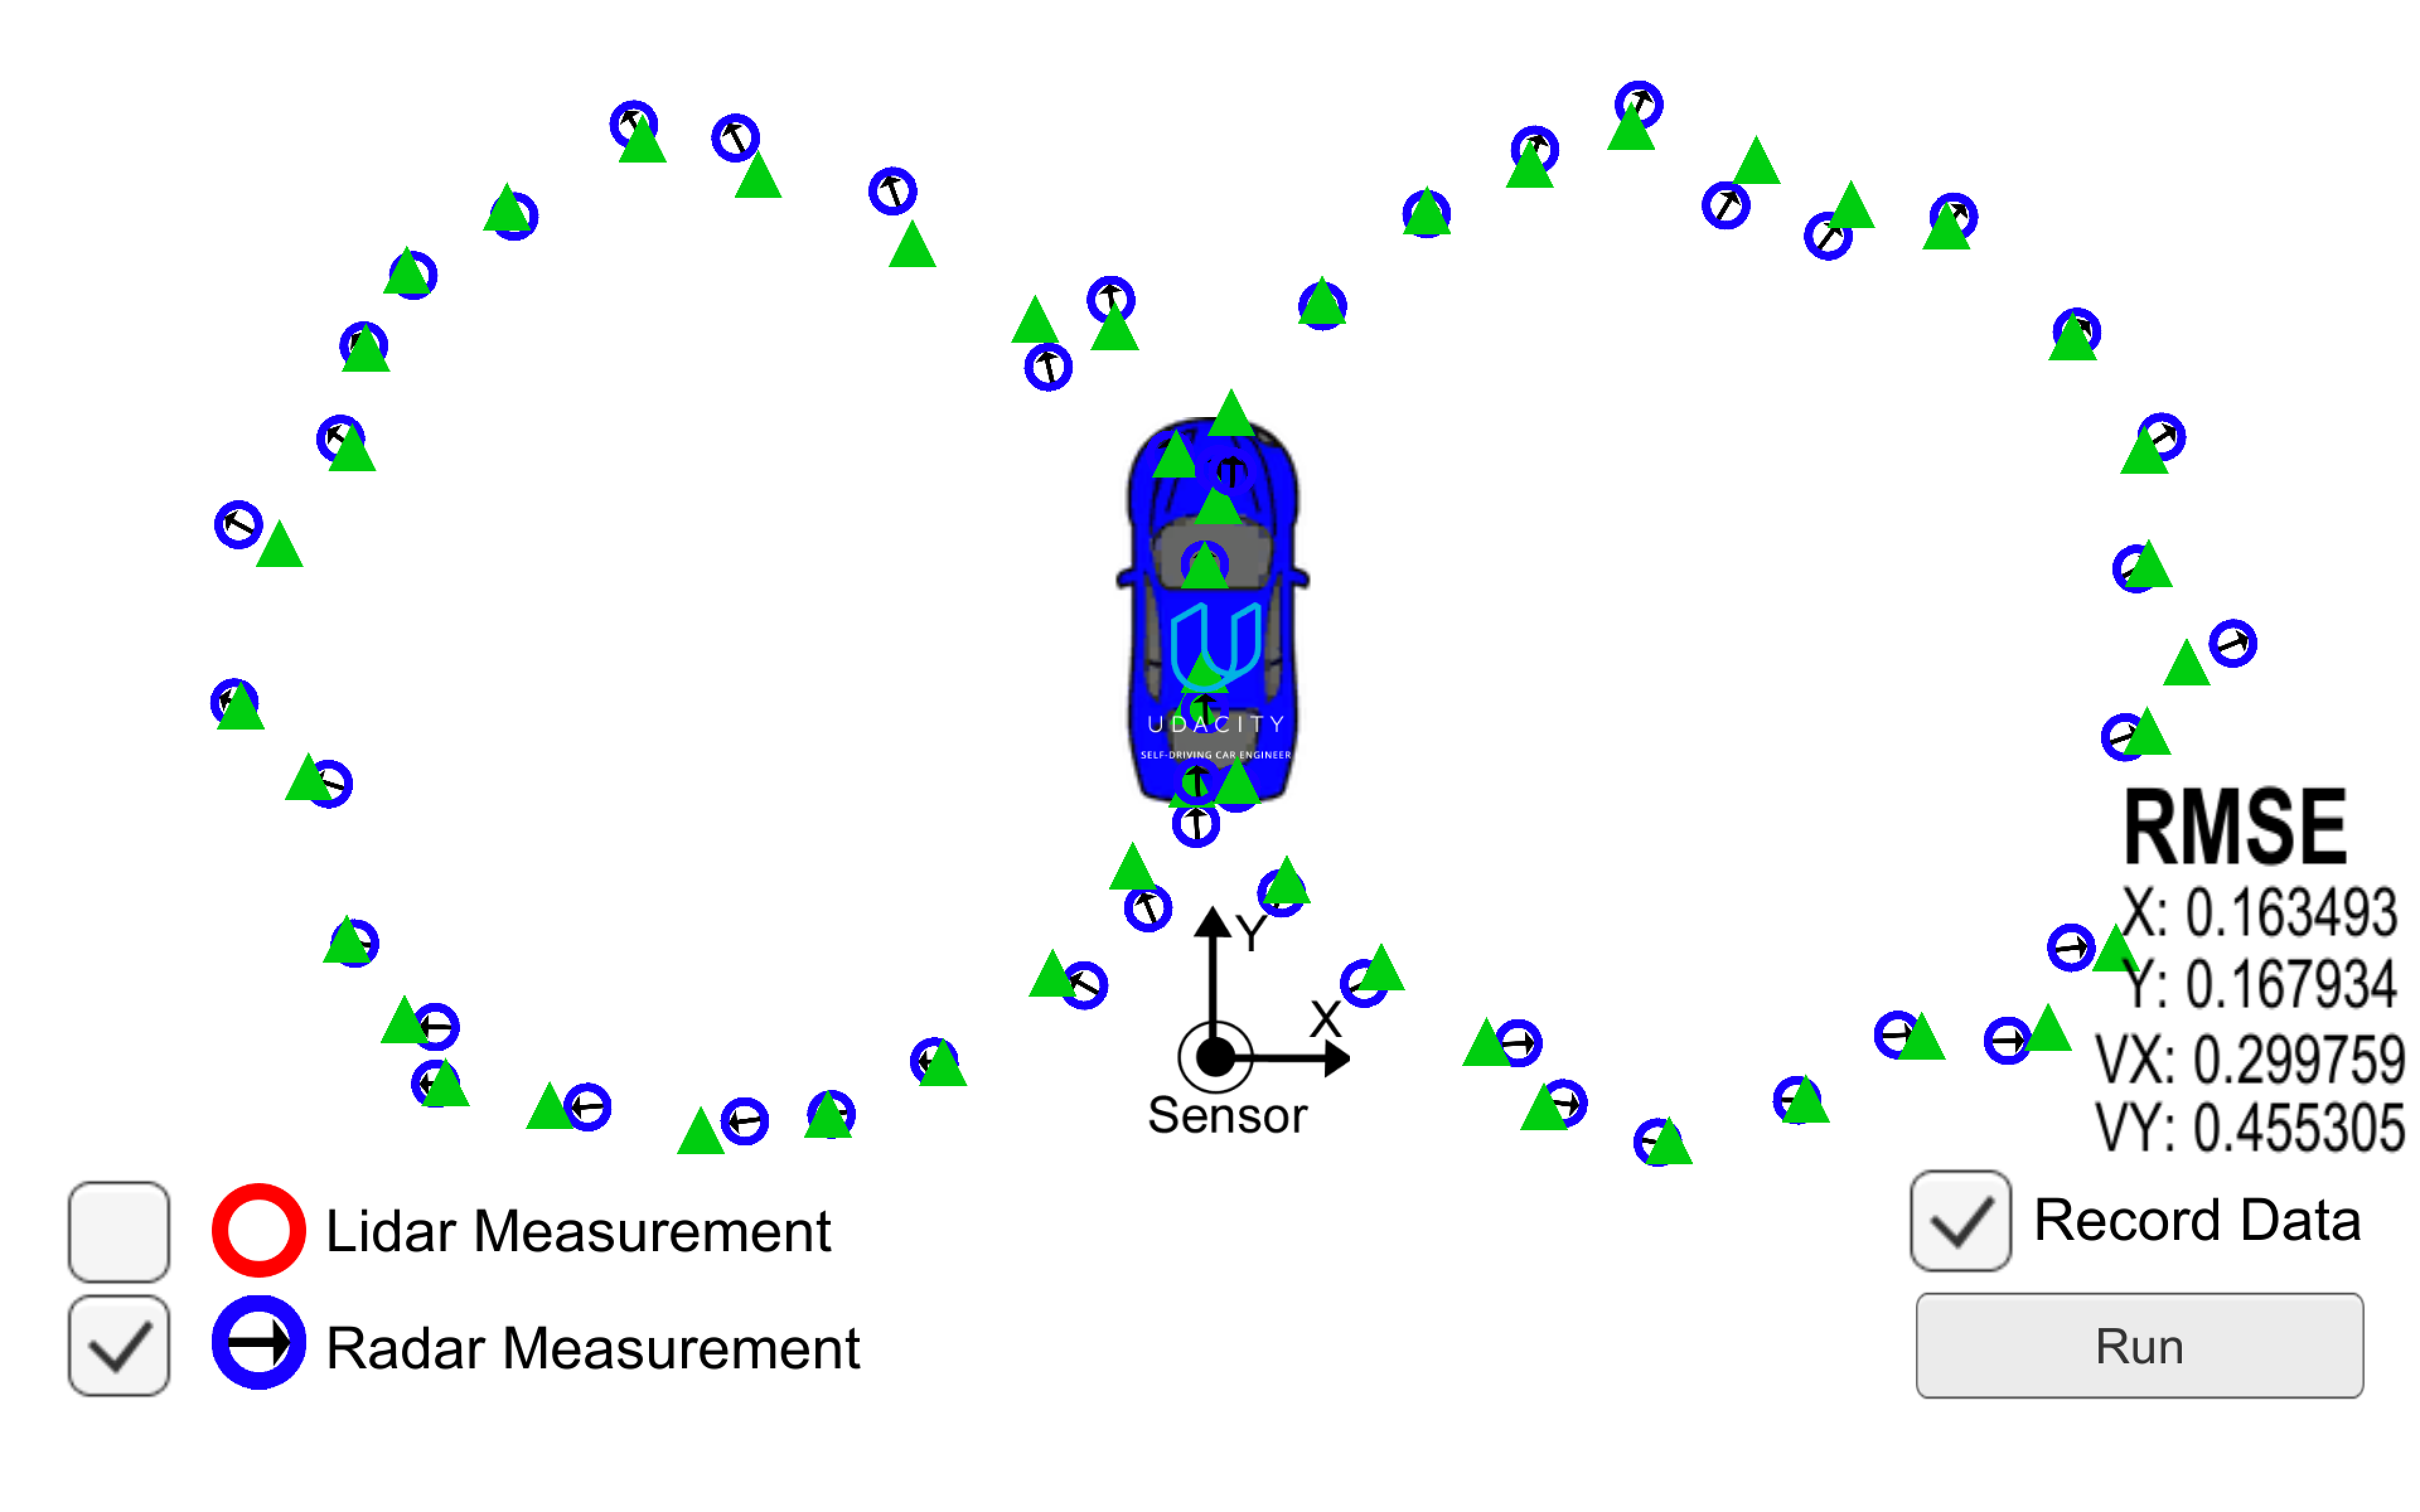 UDACITY
SELF-DRIVING CAR ENGINEER
RMSE
X: 0.163493
Y: 0.167934
VX: 0.299759
VY: 0.455305
Y
X
Sensor
Lidar Measurement
Radar Measurement
Record Data
Run